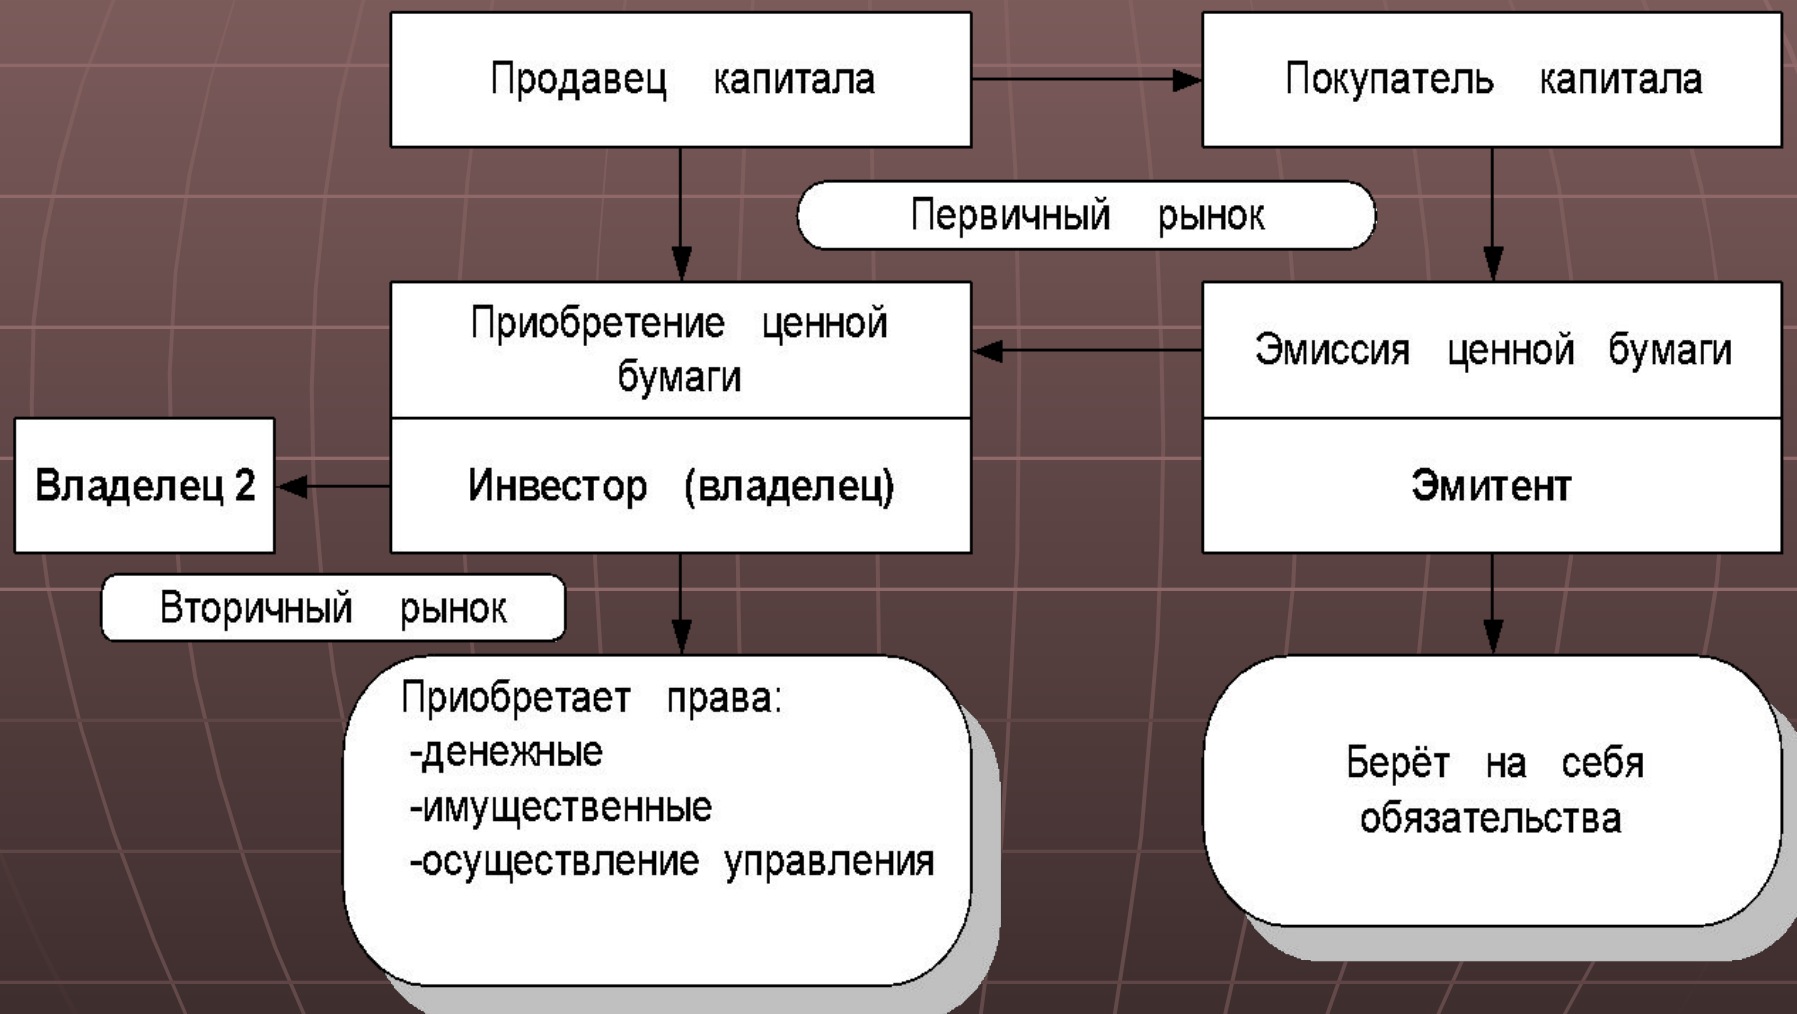 Продавец капитала
Покупатель капитала
Первичный рынок
Приобретение ценной
бумаги
Эмиссия ценной бумаги
Владелец 2
Инвестор (владелец)
Эмитент
Вторичный рынок
Приобретает права:
-денежные
-имущественные
-осуществление управления
Берёт на себя
обязательства